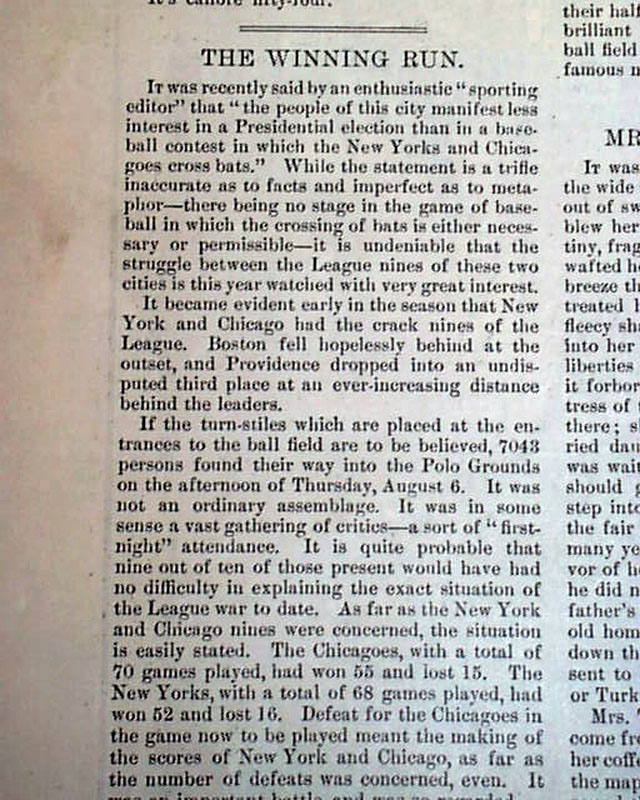 It's calibre fifty-four.
THE WINNING RUN.
IT was recently said by an enthusiastic "sporting
editor" that "the people of this city manifest less
interest in a Presidential election than in a base-
ball contest in which the New Yorks and Chica-
goes cross bats." While the statement is a trifle
inaccurate as to facts and imperfect as to meta-
phor—there being no stage in the game of base-
ball in which the crossing of bats is either neces-
sary or permissible—it is undeniable that the
struggle between the League nines of these two
cities is this year watched with very great interest.
It became evident early in the season that New
York and Chicago had the crack nines of the
League. Boston fell hopelessly behind at the
outset, and Providence dropped into an undis-
puted third place at an ever-increasing distance
behind the leaders.
If the turn-stiles which are placed at the en-
trances to the ball field are to be believed, 7043
persons found their way into the Polo Grounds
on the afternoon of Thursday, August 6. It was
not an ordinary assemblage. It was in some
sense a vast gathering of critics—a sort of "first-
night" attendance. It is quite probable that
nine out of ten of those present would have had
no difficulty in explaining the exact situation of
the League war to date. As far as the New York
and Chicago nines were concerned, the situation
is easily stated. The Chicagoes, with a total of
70 games played, had won 55 and lost 15. The
New Yorks, with a total of 68 games played, had
won 52 and lost 16. Defeat for the Chicagoes in
the game now to be played meant the making of
the scores of New York and Chicago, as far as
the number of defeats was concerned, even. It
was an important battle and was so regarded
their half
brilliant
ball field
famous
MR
IT was
the wide
out of sw
blew her
tiny, frag
wafted h
breeze th
treated
fleecy sha
into her
liberties
it forbor
tress of
there; s
ried dau
was wait
should
step into
the fair
many ye
vor of h
he did n
father's
old hom
down th
sent to
or Turk
Mrs.
come fro
her coffe
the map